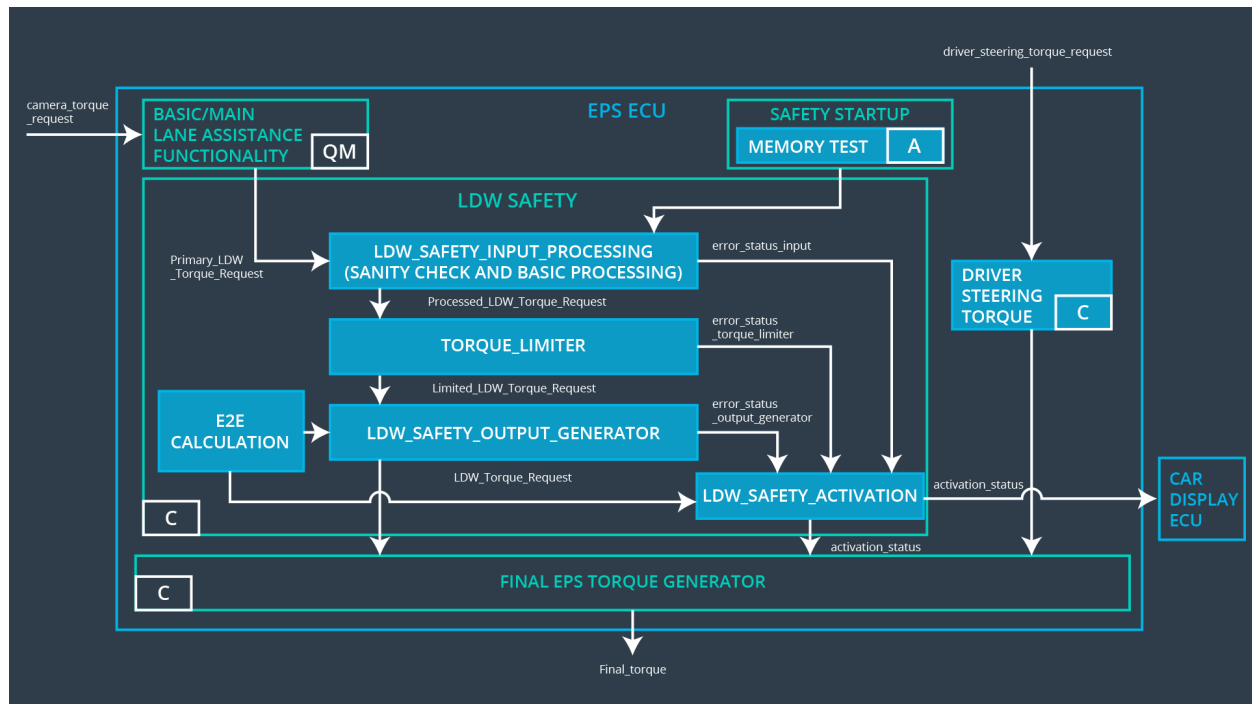 driver_steering_torque_request
camera_torque
_request
BASIC/MAIN
LANE ASSISTANCE
FUNCTIONALITY
QM
EPS ECU
SAFETY STARTUP
MEMORY TEST
A
LDW SAFETY
Primary_LDW
_Torque_Request
LDW_SAFETY_INPUT_PROCESSING
(SANITY CHECK AND BASIC PROCESSING)
error_status_input
DRIVER
STEERING
TORQUE
C
Processed_LDW_Torque_Request
TORQUE_LIMITER
error_status
_torque_limiter
Limited_LDW_Torque_Request
E2E
CALCULATION
LDW_SAFETY_OUTPUT_GENERATOR
error_status
_output_generator
LDW_Torque_Request
LDW_SAFETY_ACTIVATION
activation_status
CAR
DISPLAY
ECU
C
activation_status
FINAL EPS TORQUE GENERATOR
C
Final_torque